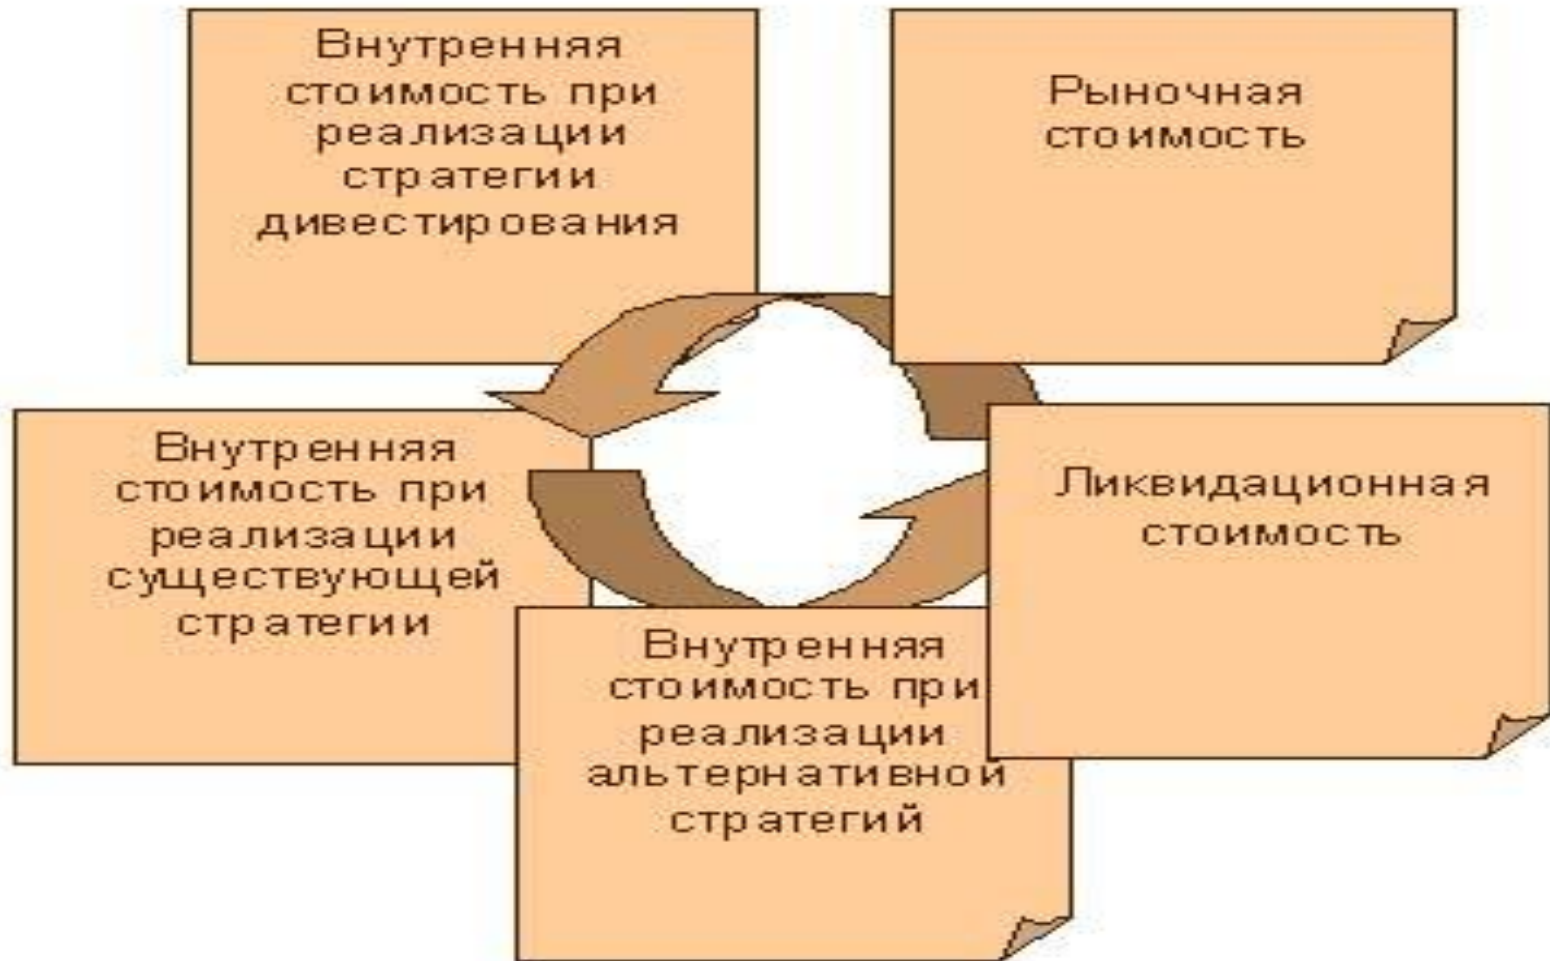 Внутренняя
стоимость при
реализации
стратегии
дивестирования
Рыночная
стоимость
Внутренняя
стоимость при
реализации
существующей
стратегии
Ликвидационная
стоимость
Внутренняя
стоимость при
реализации
альтернативной
стратегий